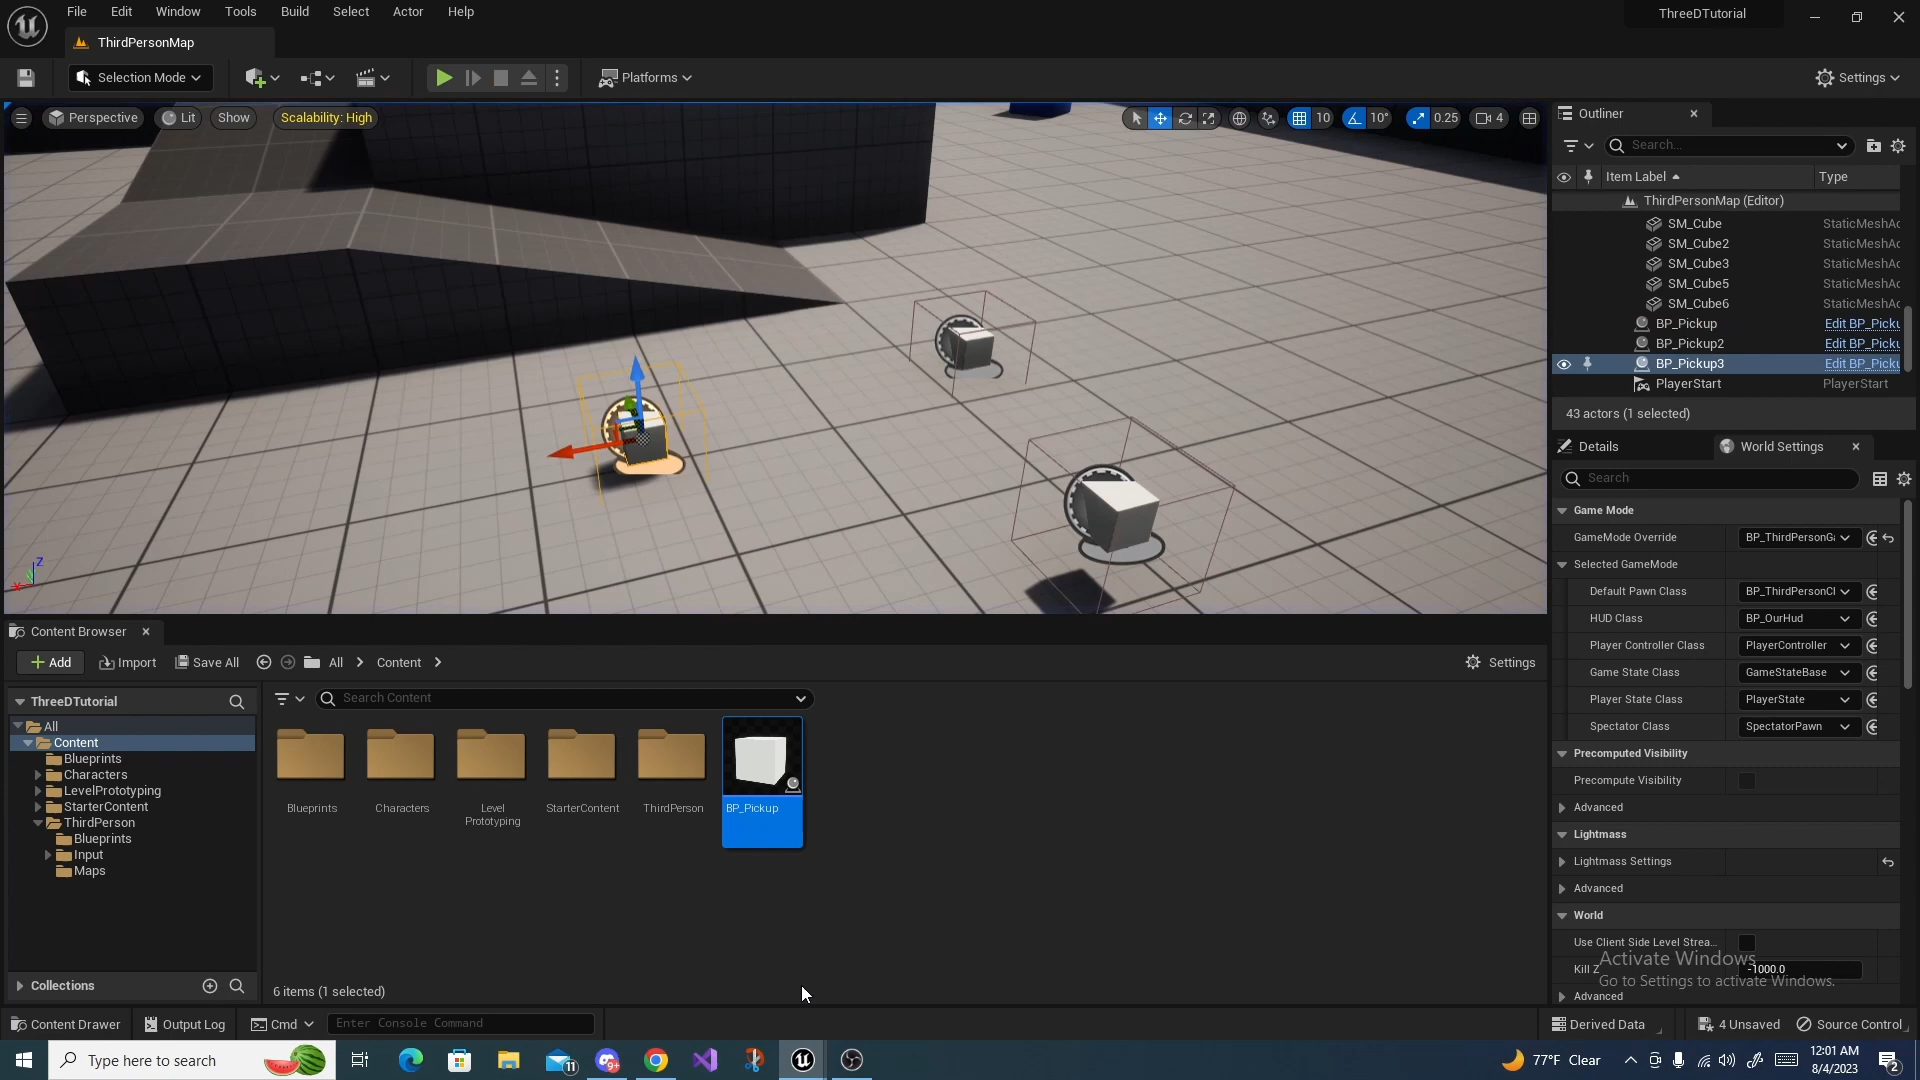 File Edit Window Tools Build Select Actor Help
ThreeDTutorial
ThirdPersonMap
Selection Mode
Platforms
Settings
Perspective
Lit
Show
Scalability: High
10
10°
0.25
4
Outliner
Search...
Item Label
Type
ThirdPersonMap (Editor)
SM_Cube StaticMeshAc
SM_Cube2 StaticMeshAc
SM_Cube3 StaticMeshAc
SM_Cube5 StaticMeshAc
SM_Cube6 StaticMeshAc
BP_Pickup Edit BP_Picku
BP_Pickup2 Edit BP_Picku
BP_Pickup3 Edit BP_Picku
PlayerStart PlayerStart
43 actors (1 selected)
Details
World Settings
Search
Game Mode
GameMode Override BP_ThirdPersonGa
Selected GameMode
Default Pawn Class BP_ThirdPersonCl
HUD Class BP_OurHud
Player Controller Class PlayerController
Game State Class GameStateBase
Player State Class PlayerState
Spectator Class SpectatorPawn
Precomputed Visibility
Precompute Visibility
Advanced
Lightmass
Lightmass Settings
Advanced
World
Use Client Side Level Strea...
Kill Z -1000.0
Advanced
Activate Windows
Go to Settings to activate Windows.
z
x
Content Browser
Add
Import
Save All
All
Content
Settings
ThreeDTutorial
Search Content
All
Content
Blueprints
Characters
LevelPrototyping
StarterContent
ThirdPerson
Blueprints
Input
Maps
Collections
Blueprints
Characters
Level
Prototyping
StarterContent
ThirdPerson
BP_Pickup
6 items (1 selected)
Content Drawer
Output Log
Cmd
Enter Console Command
Derived Data
4 Unsaved
Source Control
Type here to search
11
9+
77°F Clear
12:01 AM
8/4/2023
2